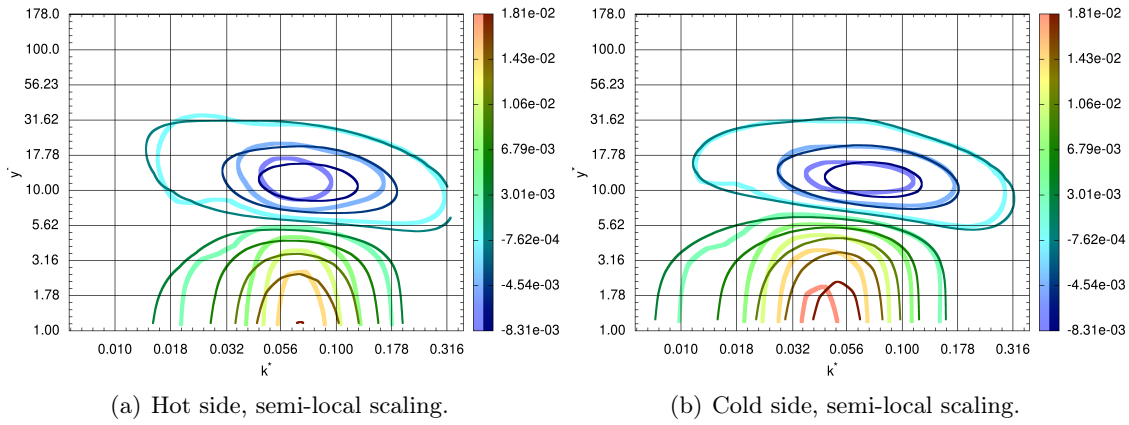 178.0
100.0
56.23
31.62
17.78
10.00
5.62
3.16
1.78
1.00
y*
0.010 0.018 0.032 0.056 0.100 0.178 0.316
k*
1.81e-02
1.43e-02
1.06e-02
6.79e-03
3.01e-03
-7.62e-04
-4.54e-03
-8.31e-03
(a) Hot side, semi-local scaling.
178.0
100.0
56.23
31.62
17.78
10.00
5.62
3.16
1.78
1.00
y*
0.010 0.018 0.032 0.056 0.100 0.178 0.316
k*
1.81e-02
1.43e-02
1.06e-02
6.79e-03
3.01e-03
-7.62e-04
-4.54e-03
-8.31e-03
(b) Cold side, semi-local scaling.